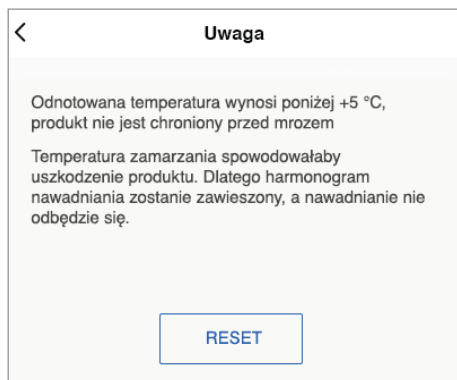 Uwaga
Odnotowana temperatura wynosi poniżej +5 °C,
produkt nie jest chroniony przed mrozem
Temperatura zamarzania spowodowałaby
uszkodzenie produktu. Dlatego harmonogram
nawadniania zostanie zawieszony, a nawadnianie nie
odbędzie się.
RESET